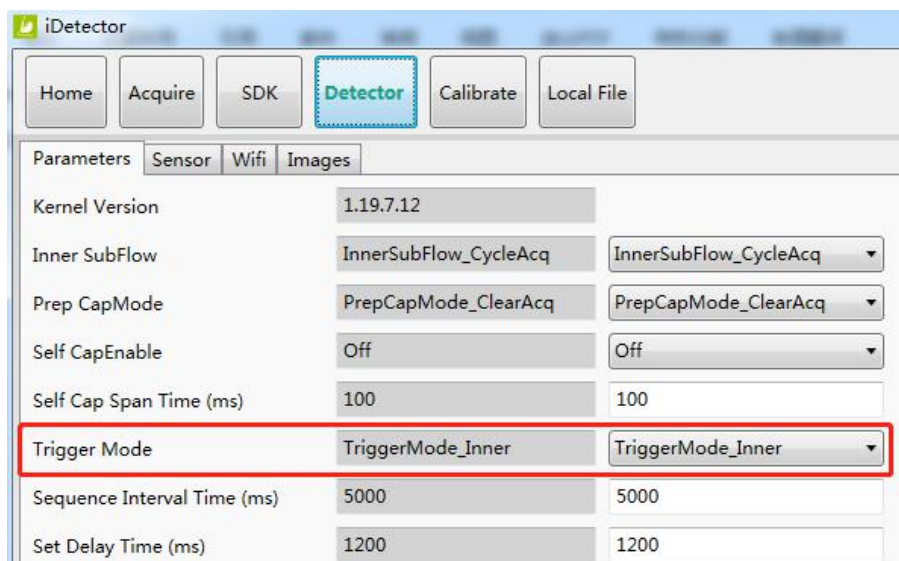 iDetector
Home Acquire SDK Detector Calibrate Local File
Parameters Sensor Wifi Images
Kernel Version 1.19.7.12
Inner SubFlow InnerSubFlow_CycleAcq InnerSubFlow_CycleAcq
Prep CapMode PrepCapMode_ClearAcq PrepCapMode_ClearAcq
Self CapEnable Off Off
Self Cap Span Time (ms) 100 100
Trigger Mode TriggerMode_Inner TriggerMode_Inner
Sequence Interval Time (ms) 5000 5000
Set Delay Time (ms) 1200 1200